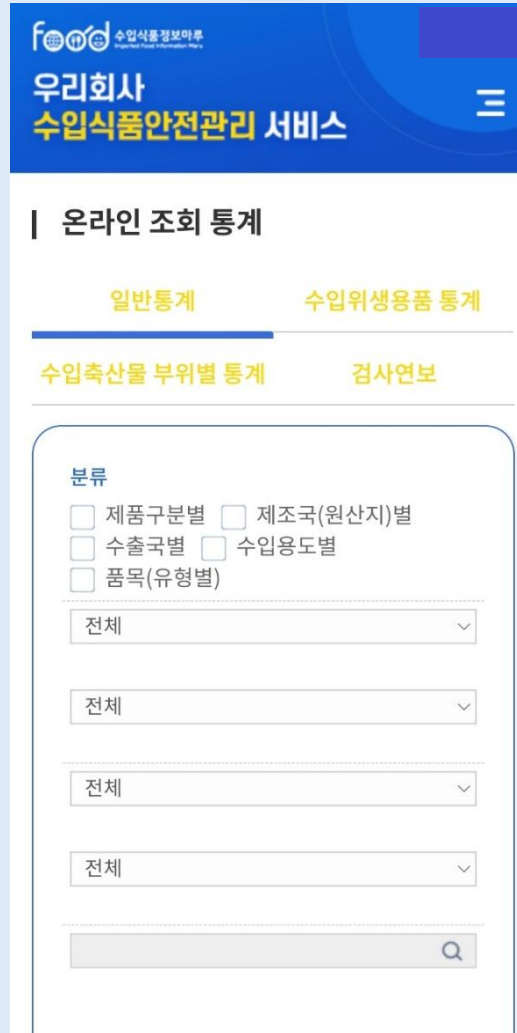 food 수입식품정보마루
Imported Food Information Maru
우리회사
수입식품안전관리 서비스
온라인 조회 통계
일반통계 수입위생용품 통계
수입축산물 부위별 통계 검사연보
분류
제품구분별 제조국(원산지)별
수출국별 수입용도별
품목(유형별)
전체
전체
전체
전체